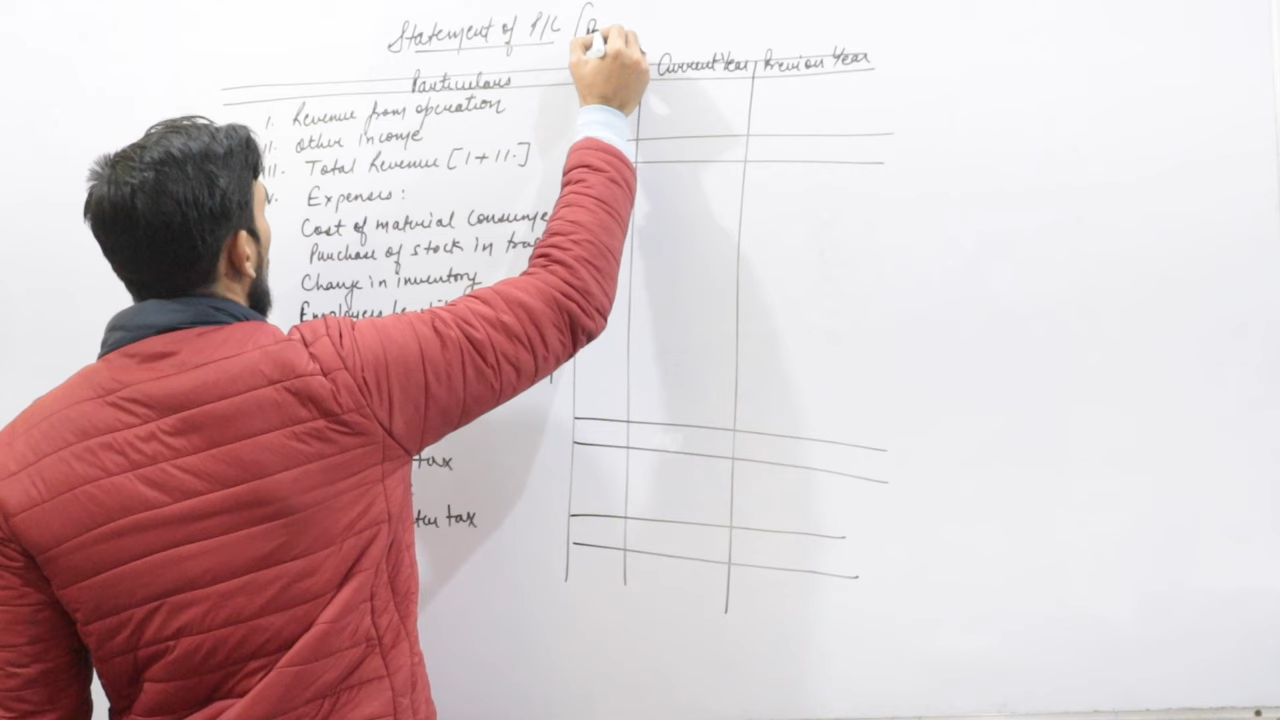 Statement of P/L (
Particulars Current Year Previous Year
I. Revenue from operation
II. Other income
III. Total Revenue [I + II.]
Expenses:
Cost of material consume
Purchase of stock in tra
Change in inventory
tax
tax